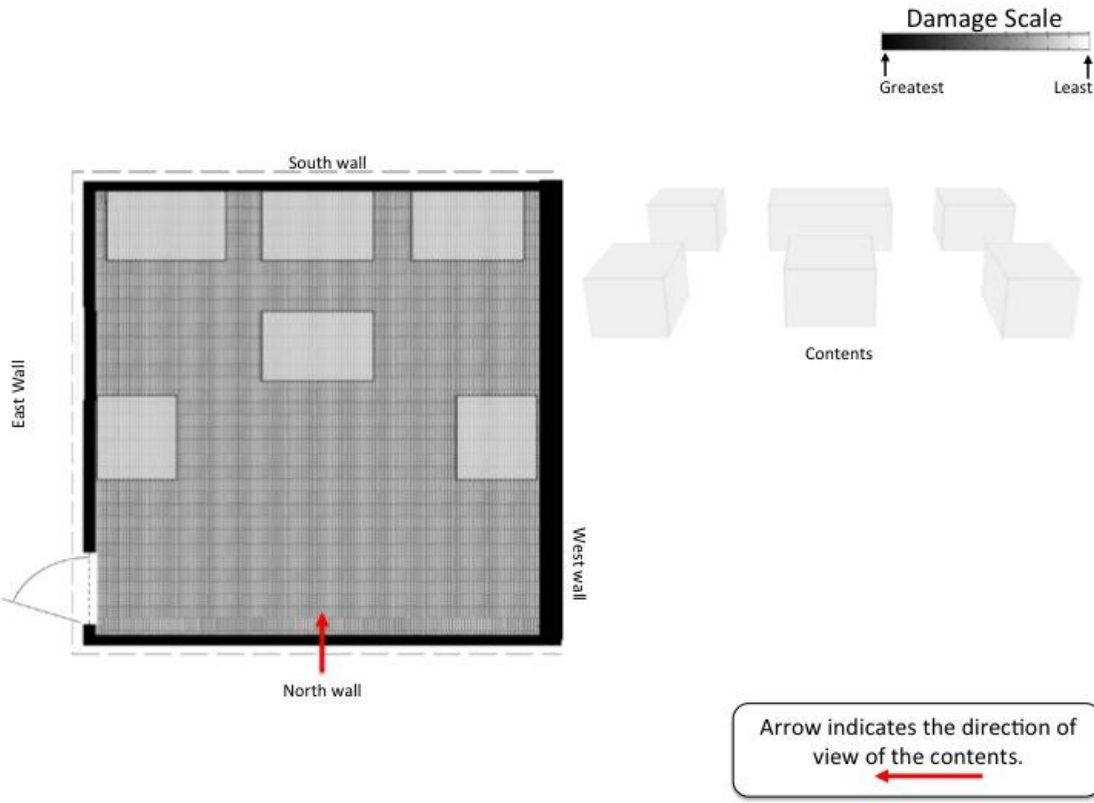 Damage Scale
Greatest
Least
South wall
East Wall
Contents
West wall
North wall
Arrow indicates the direction of
view of the contents.